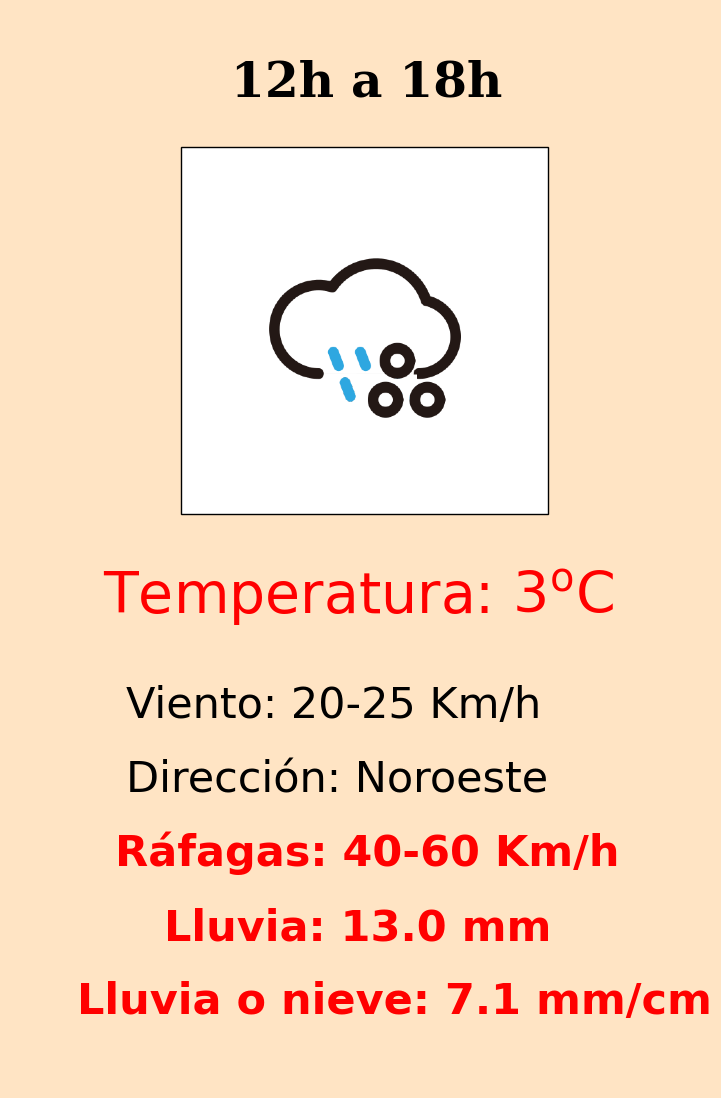 12h a 18h
Temperatura: 3ºC
Viento: 20-25 Km/h
Dirección: Noroeste
Ráfagas: 40-60 Km/h
Lluvia: 13.0 mm
Lluvia o nieve: 7.1 mm/cm